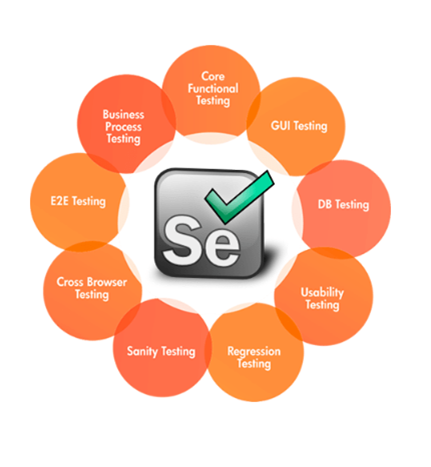 Core
Functional
Testing
GUI Testing
DB Testing
Usability
Testing
Regression
Testing
Sanity Testing
Cross Browser
Testing
E2E Testing
Business
Process
Testing
Se